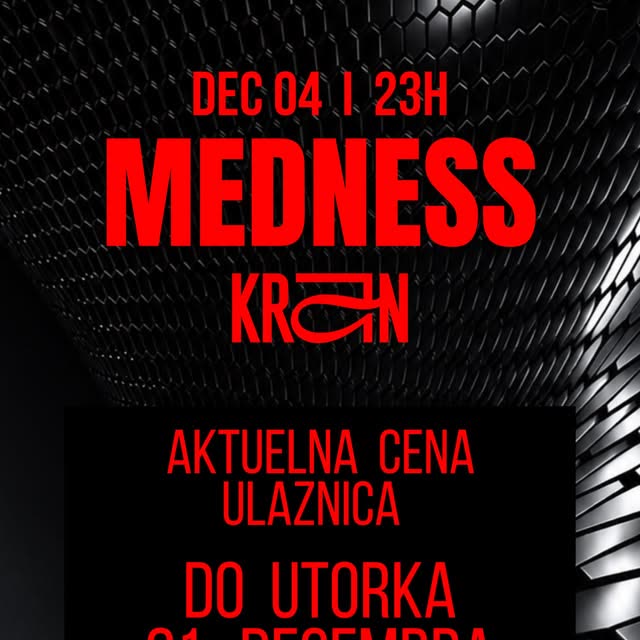 DEC 04 | 23H
MEDNESS
KRAN
AKTUELNA CENA
ULAZNICA
DO UTORKA